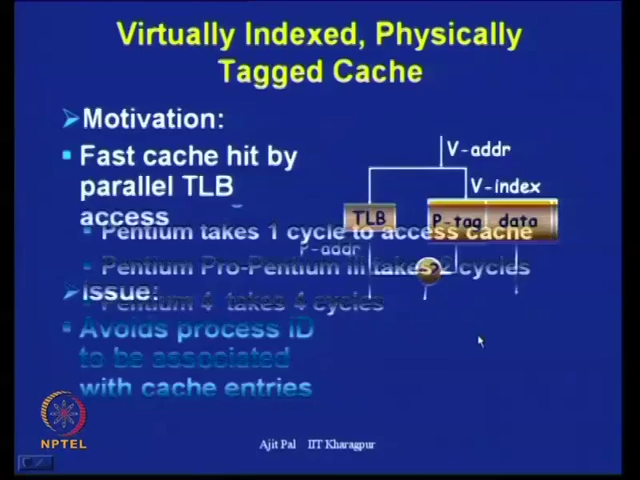 Virtually Indexed, Physically
Tagged Cache
Motivation:
Fast cache hit by
parallel TLB
access
Pentium takes 1 cycle to access cache
Pentium Pro-Pentium III takes 2 cycles
Issue:
Pentium 4 takes 4 cycles
Avoids process ID
to be associated
with cache entries
V-addr
V-index
TLB
P-tag data
P-addr
NPTEL
Ajit Pal IIT Kharagpur